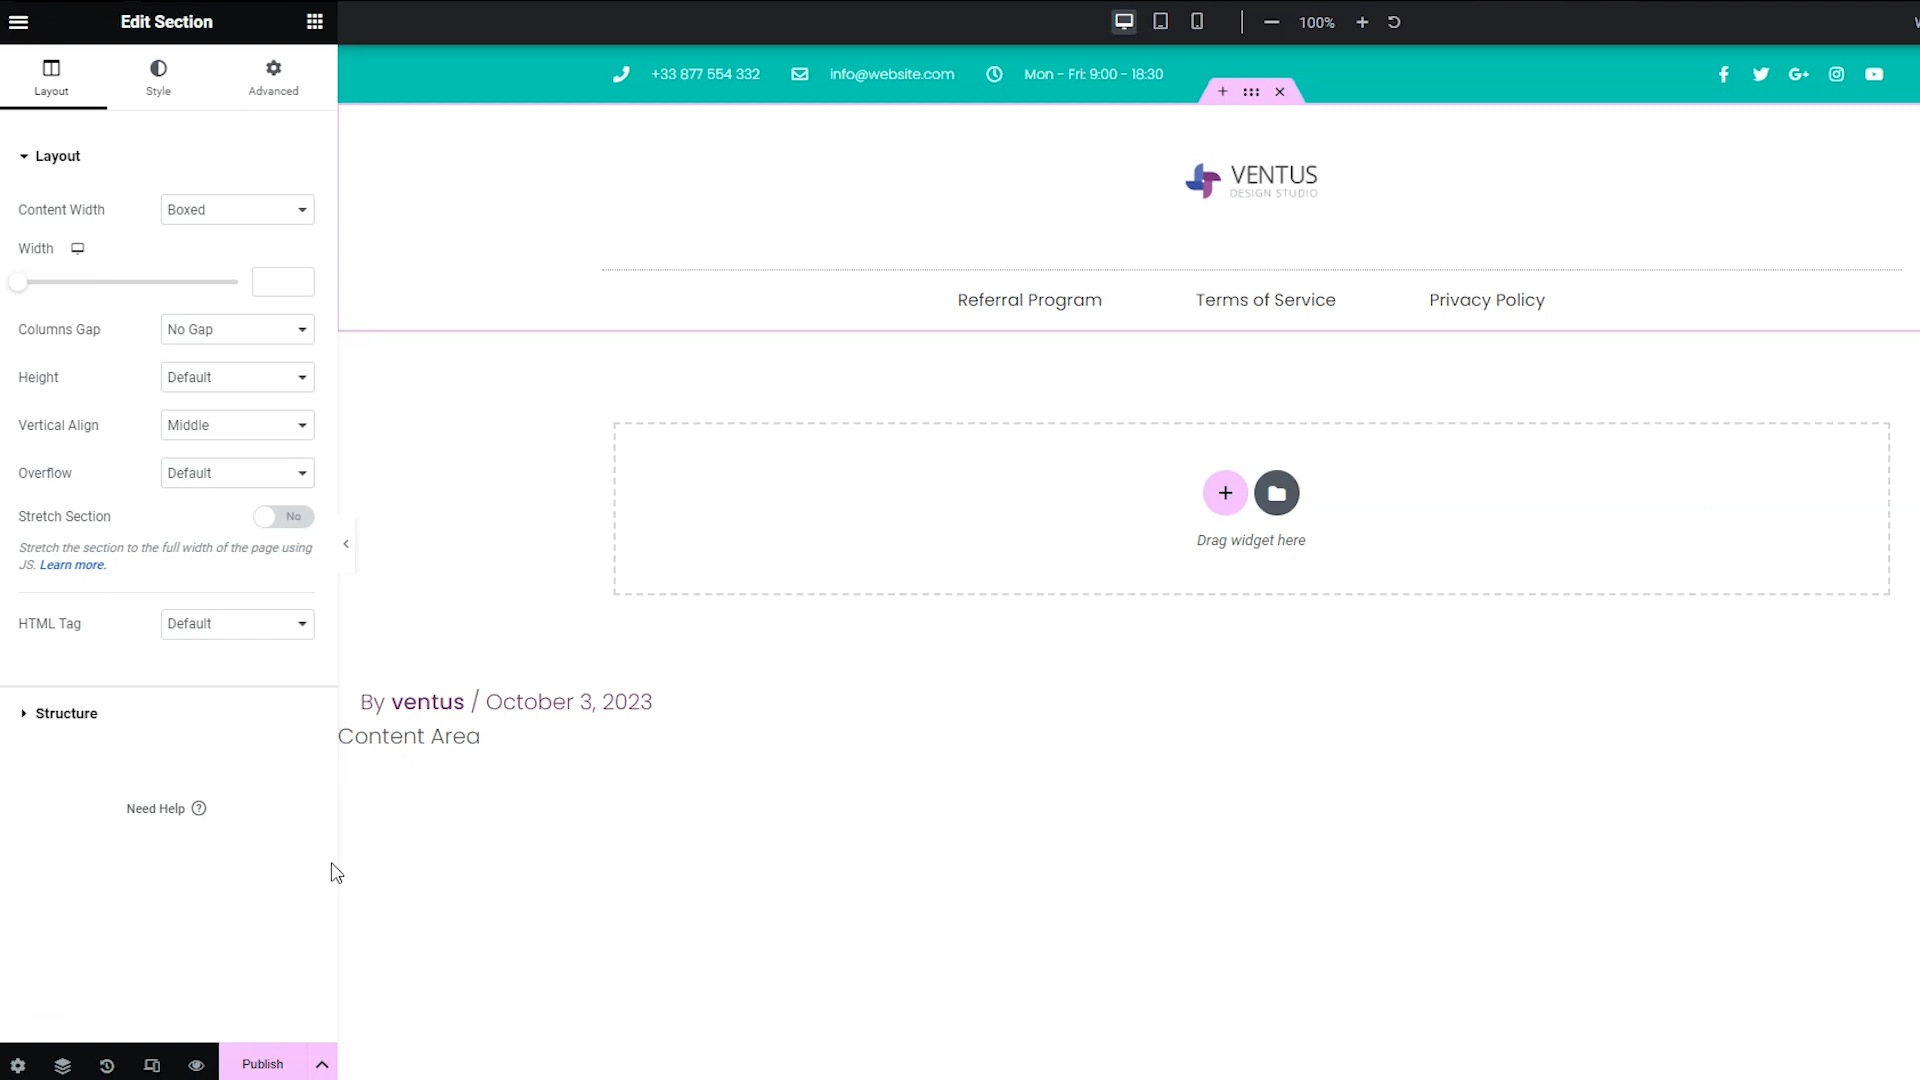 Edit Section
100%
W
Layout
Style
Advanced
+33 877 554 332
info@website.com
Mon - Fri: 9:00 - 18:30
Layout
Content Width
Boxed
Width
Columns Gap
No Gap
Height
Default
Vertical Align
Middle
Overflow
Default
Stretch Section
No
Stretch the section to the full width of the page using
JS. Learn more.
HTML Tag
Default
Structure
Need Help
Publish
VENTUS
DESIGN STUDIO
Referral Program
Terms of Service
Privacy Policy
Drag widget here
By ventus / October 3, 2023
Content Area